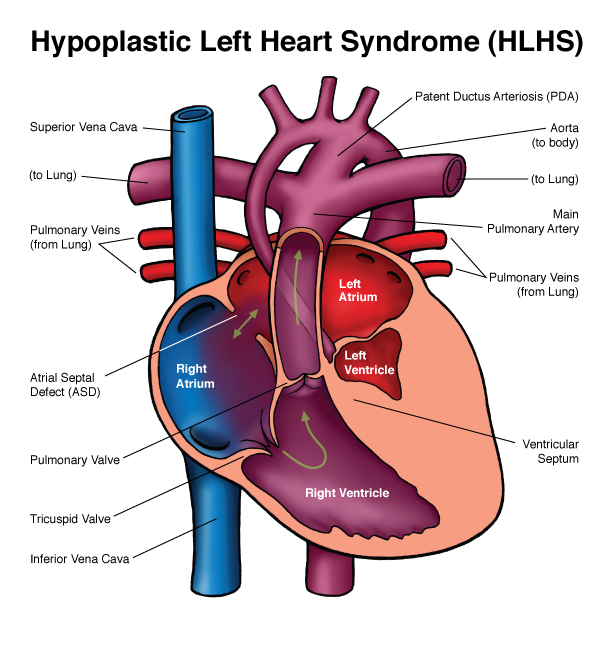 Hypoplastic Left Heart Syndrome (HLHS)
Patent Ductus Arteriosis (PDA)
Superior Vena Cava
Aorta
(to body)
(to Lung)
(to Lung)
Main
Pulmonary Artery
Pulmonary Veins
(from Lung)
Pulmonary Veins
(from Lung)
Left
Atrium
Left
Ventricle
Right
Atrium
Atrial Septal
Defect (ASD)
Ventricular
Septum
Pulmonary Valve
Right Ventricle
Tricuspid Valve
Inferior Vena Cava